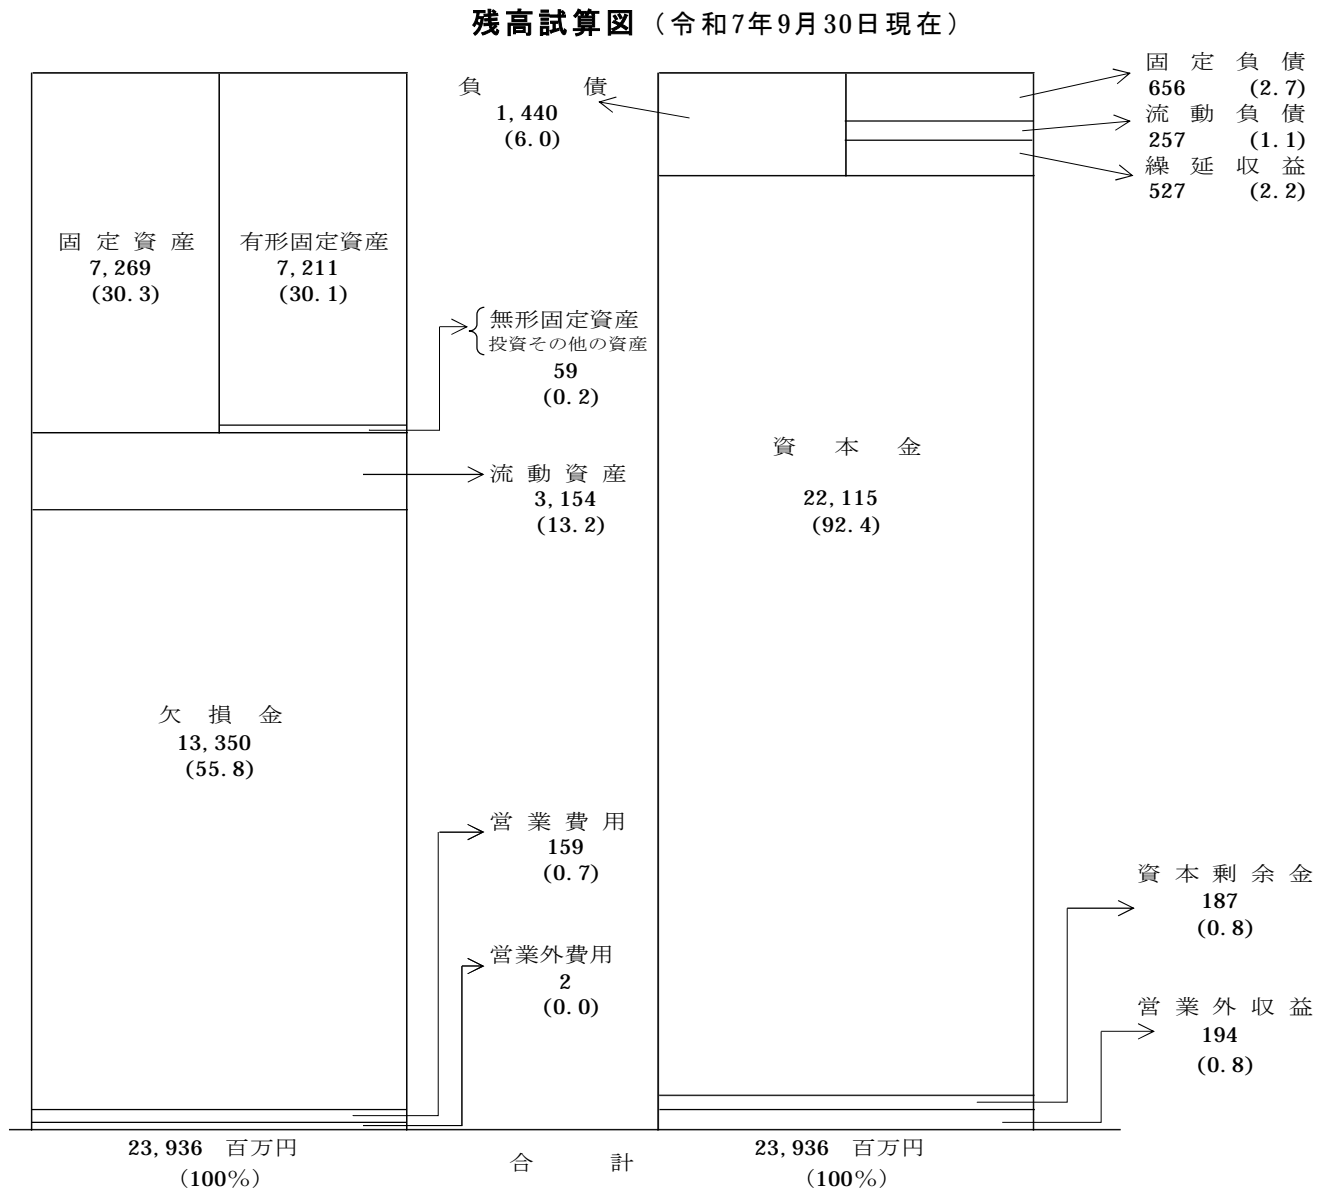 残高試算図（令和7年9月30日現在）
固定資産
7,269
(30.3)
有形固定資産
7,211
(30.1)
無形固定資産
投資その他の資産
59
(0.2)
流動資産
3,154
(13.2)
欠損金
13,350
(55.8)
営業費用
159
(0.7)
営業外費用
2
(0.0)
23,936 百万円
(100%)
合計
負債
1,440
(6.0)
固定負債
656 (2.7)
流動負債
257 (1.1)
繰延収益
527 (2.2)
資本金
22,115
(92.4)
資本剰余金
187
(0.8)
営業外収益
194
(0.8)
23,936 百万円
(100%)